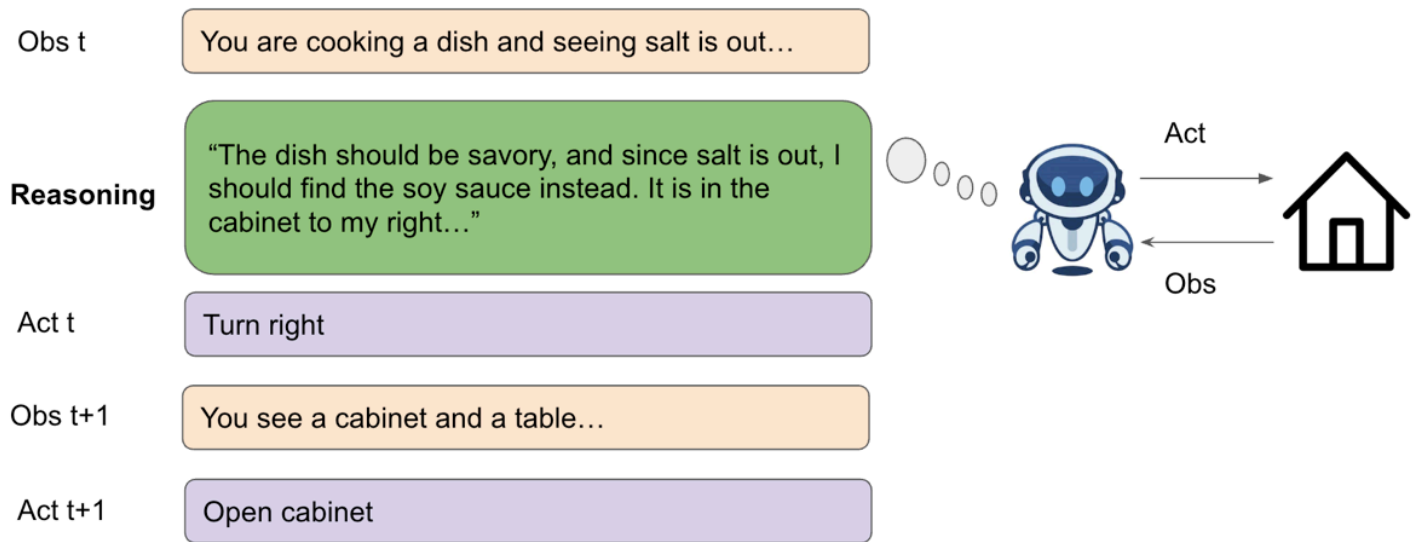 Obs t
You are cooking a dish and seeing salt is out…
Reasoning
“The dish should be savory, and since salt is out, I
should find the soy sauce instead. It is in the
cabinet to my right…”
Act t
Turn right
Obs t+1
You see a cabinet and a table…
Act t+1
Open cabinet
Act
Obs